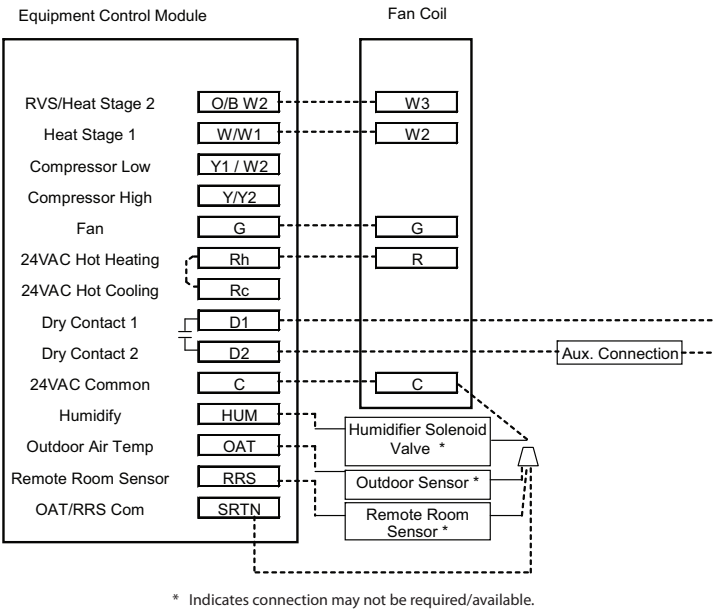 Equipment Control Module
Fan Coil
RVS/Heat Stage 2 O/B W2 W3
Heat Stage 1 W/W1 W2
Compressor Low Y1 / W2
Compressor High Y/Y2
Fan G G
24VAC Hot Heating Rh R
24VAC Hot Cooling Rc
Dry Contact 1 D1
Dry Contact 2 D2 Aux. Connection
24VAC Common C C
Humidify HUM
Humidifier Solenoid
Valve *
Outdoor Air Temp OAT
Outdoor Sensor *
Remote Room Sensor RRS
Remote Room
Sensor *
OAT/RRS Com SRTN
* Indicates connection may not be required/available.